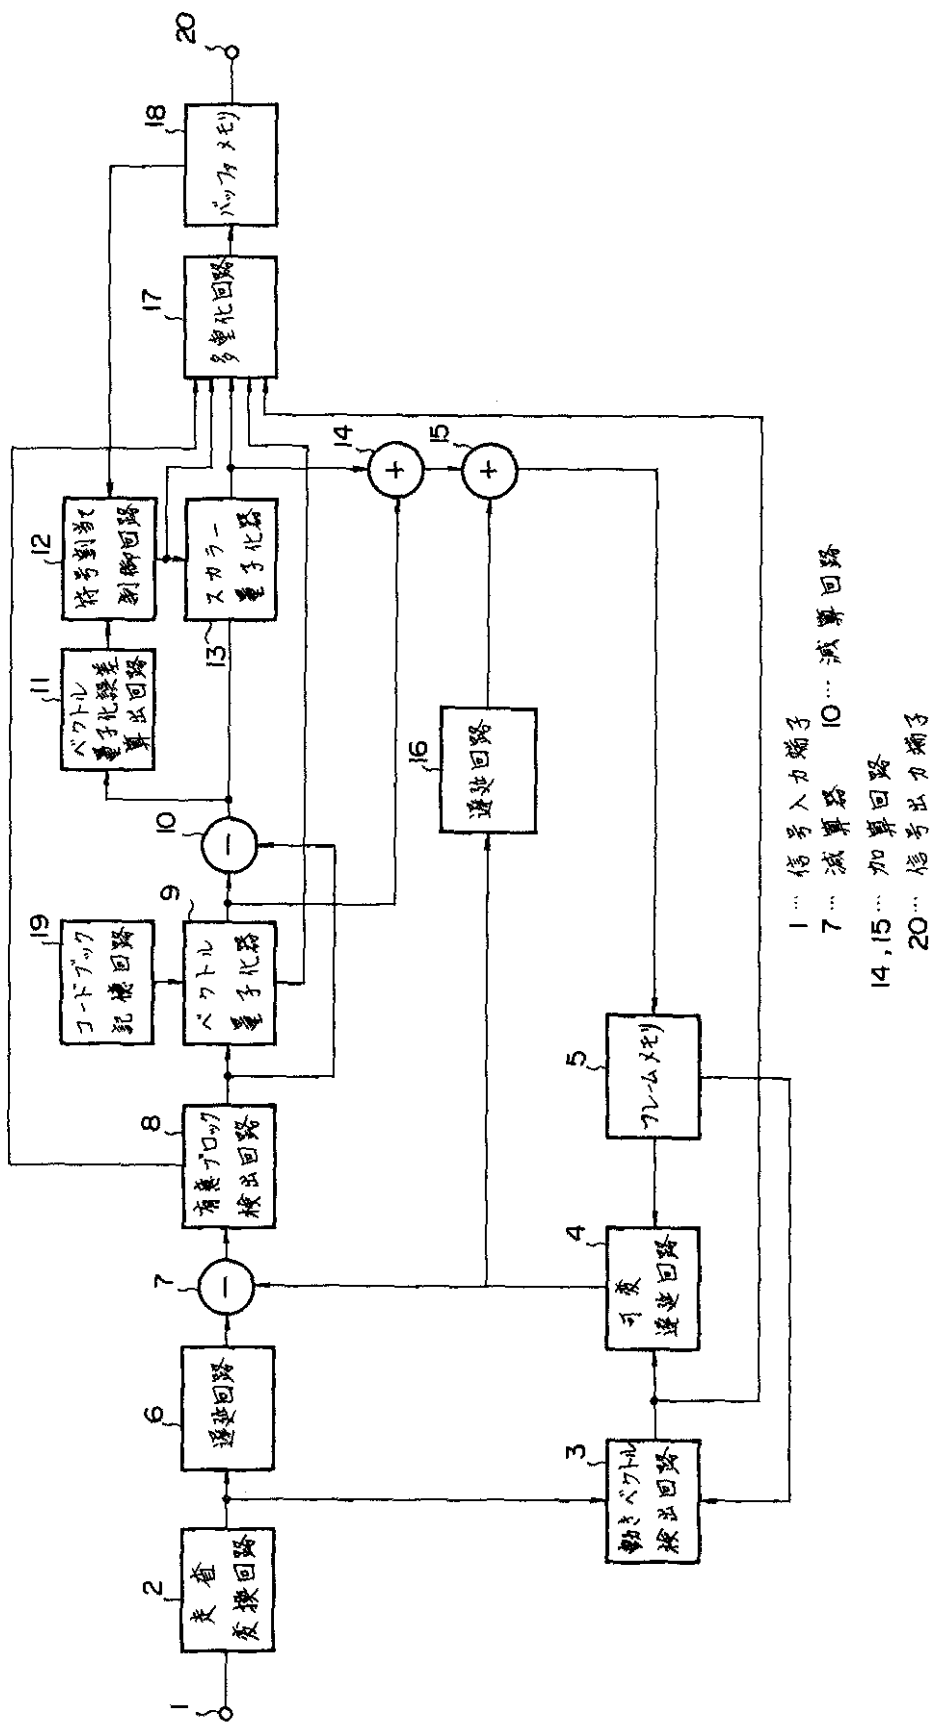 1
2
走査
変換回路
6
遅延回路
7
−
8
有意ブロック
検出回路
19
コードブック
記憶回路
9
ベクトル
量子化器
10
−
11
ベクトル
量子化誤差
算出回路
12
符号割当て
制御回路
13
スカラー
量子化器
14
+
15
+
16
遅延回路
17
多重化回路
18
バッファメモリ
20
3
動きベクトル
検出回路
4
可変
遅延回路
5
フレームメモリ
1… 信号入力端子
7… 減算器 10… 減算回路
14,15… 加算回路
20… 信号出力端子